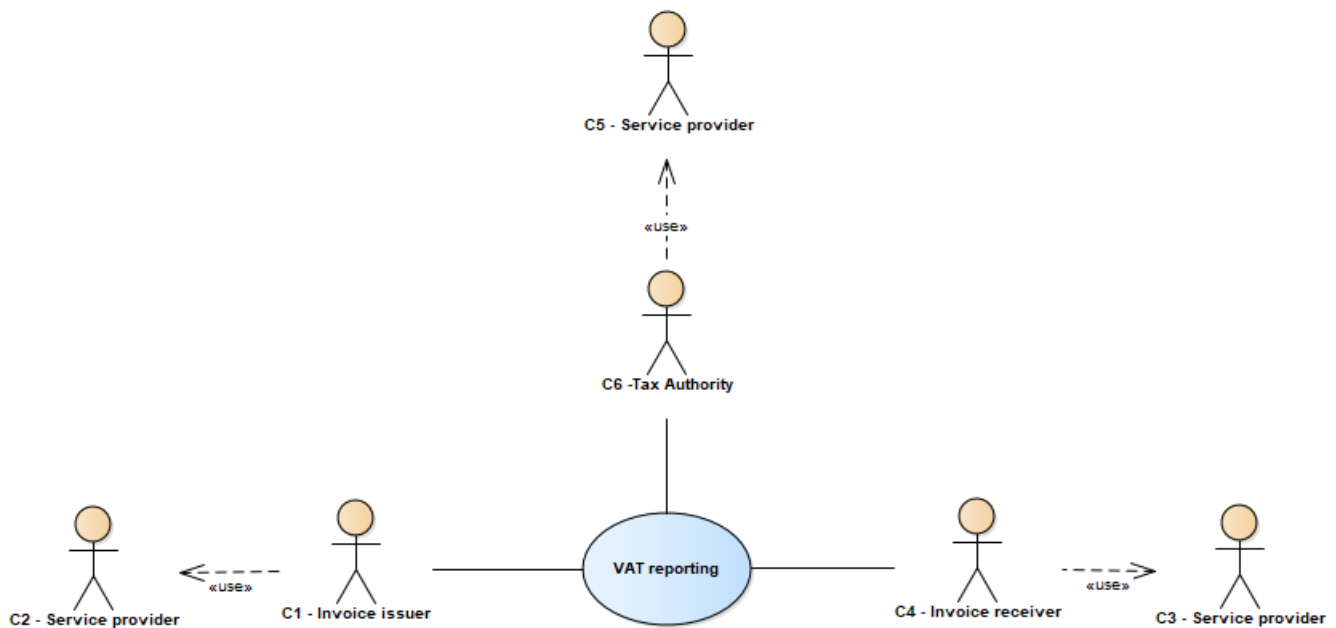 C5 - Service provider
«use»
C6 -Tax Authority
VAT reporting
«use»
«use»
C2 - Service provider
C1 - Invoice issuer
C4 - Invoice receiver
C3 - Service provider